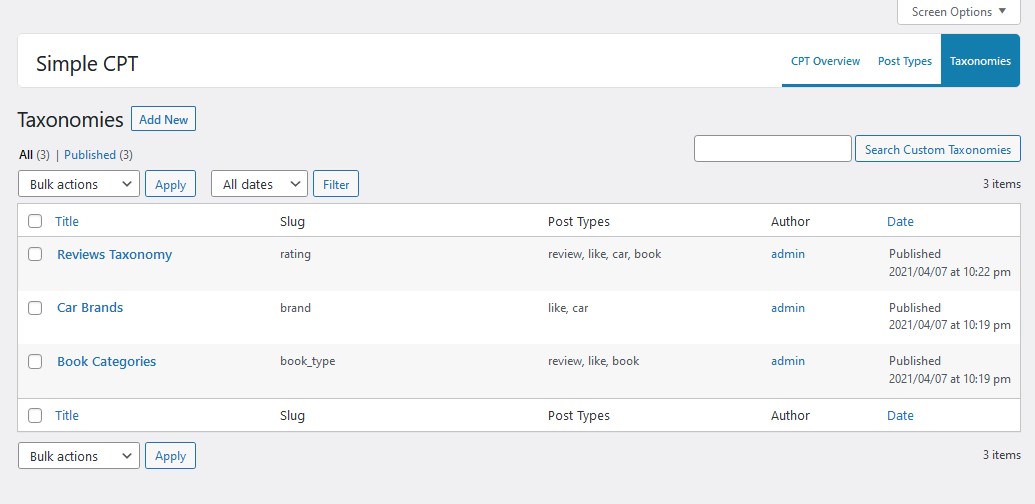 Screen Options
Simple CPT
CPT Overview Post Types Taxonomies
Taxonomies Add New
All (3) | Published (3)
Search Custom Taxonomies
Bulk actions Apply All dates Filter 3 items
Title Slug Post Types Author Date
Reviews Taxonomy rating review, like, car, book admin Published
2021/04/07 at 10:22 pm
Car Brands brand like, car admin Published
2021/04/07 at 10:19 pm
Book Categories book_type review, like, book admin Published
2021/04/07 at 10:19 pm
Title Slug Post Types Author Date
Bulk actions Apply 3 items